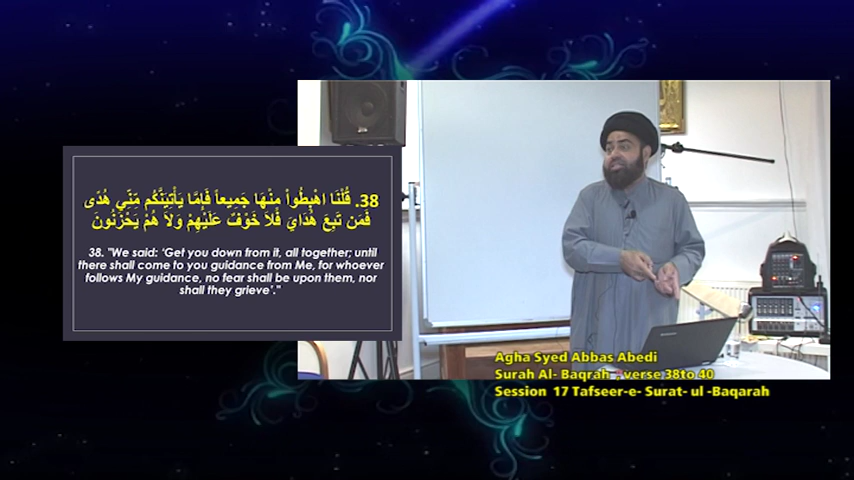 38. قُلْنَا اهْبِطُواْ مِنْهَا جَمِيعاً فَإِمَّا يَأْتِيَنَّكُم مِّنِّي هُدًى
فَمَن تَبِعَ هُدَايَ فَلاَ خَوْفٌ عَلَيْهِمْ وَلاَ هُمْ يَحْزَنُونَ
38. "We said: ‘Get you down from it, all together; until
there shall come to you guidance from Me, for whoever
follows My guidance, no fear shall be upon them, nor
shall they grieve’."
Agha Syed Abbas Abedi
Surah Al- Baqrah verse 38to 40
Session 17 Tafseer-e- Surat- ul -Baqarah